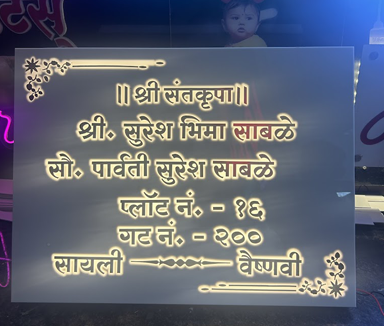 ॥ श्री संतकृपा॥
श्री. सुरेश भिमा साबळे
सौ. पार्वती सुरेश साबळे
प्लॉट नं. - १६
गट नं. - २००
सायली वैष्णवी